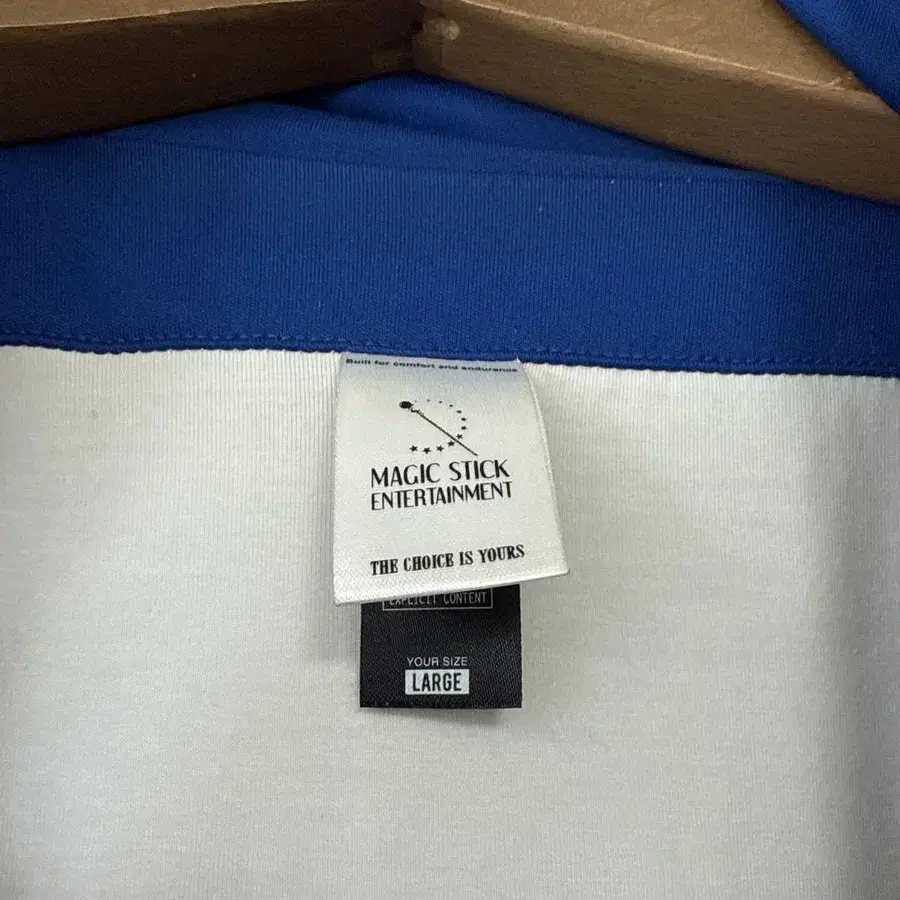 Built for comfort and endurance
MAGIC STICK
ENTERTAINMENT
THE CHOICE IS YOURS
EXPLICIT CONTENT
YOUR SIZE
LARGE